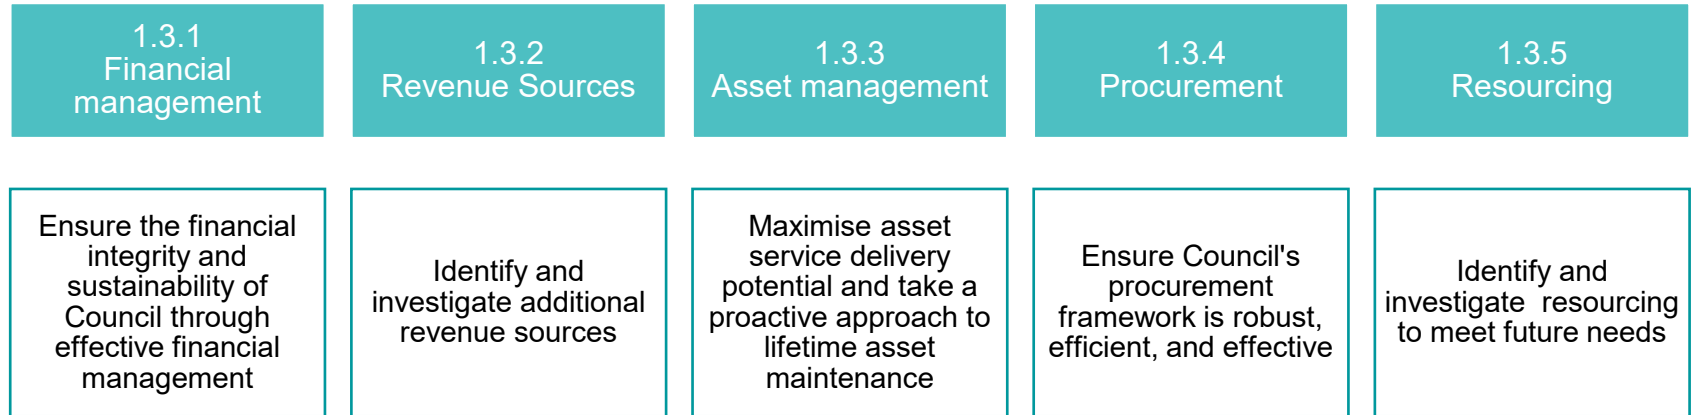 1.3.1
Financial
management
1.3.2
Revenue Sources
1.3.3
Asset management
1.3.4
Procurement
1.3.5
Resourcing
Ensure the financial
integrity and
sustainability of
Council through
effective financial
management
Identify and
investigate additional
revenue sources
Maximise asset
service delivery
potential and take a
proactive approach to
lifetime asset
maintenance
Ensure Council's
procurement
framework is robust,
efficient, and effective
Identify and
investigate  resourcing
to meet future needs